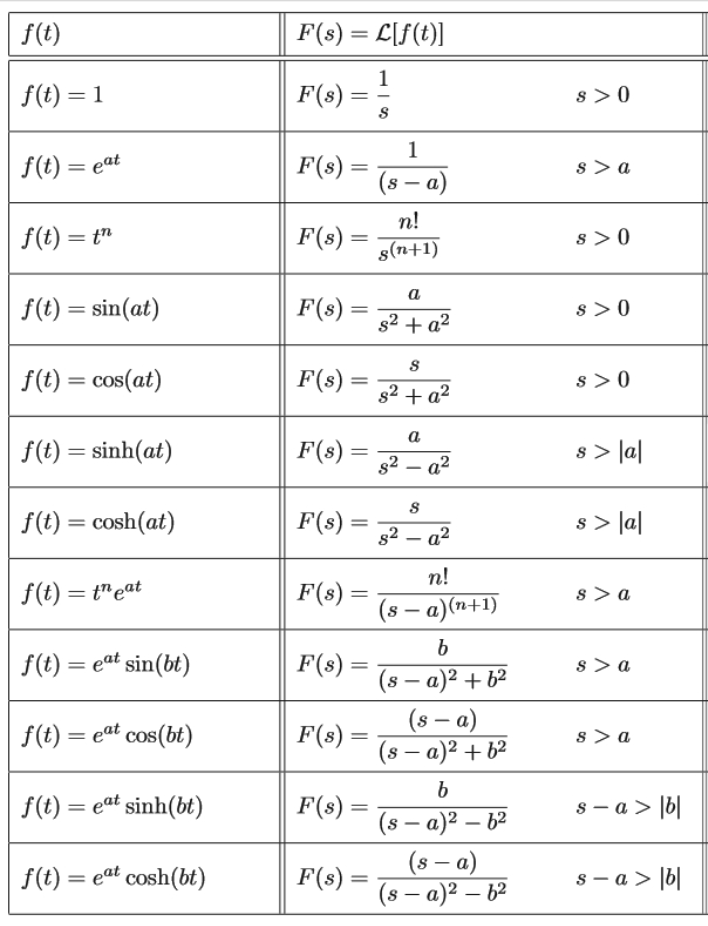 f(t) F(s) = ℒ[f(t)]
f(t) = 1 F(s) = 1/s s > 0
f(t) = e^{at} F(s) = 1/(s − a) s > a
f(t) = t^n F(s) = n!/s^{(n+1)} s > 0
f(t) = sin(at) F(s) = a/(s² + a²) s > 0
f(t) = cos(at) F(s) = s/(s² + a²) s > 0
f(t) = sinh(at) F(s) = a/(s² − a²) s > |a|
f(t) = cosh(at) F(s) = s/(s² − a²) s > |a|
f(t) = t^n e^{at} F(s) = n!/(s − a)^{(n+1)} s > a
f(t) = e^{at} sin(bt) F(s) = b/((s − a)² + b²) s > a
f(t) = e^{at} cos(bt) F(s) = (s − a)/((s − a)² + b²) s > a
f(t) = e^{at} sinh(bt) F(s) = b/((s − a)² − b²) s − a > |b|
f(t) = e^{at} cosh(bt) F(s) = (s − a)/((s − a)² − b²) s − a > |b|